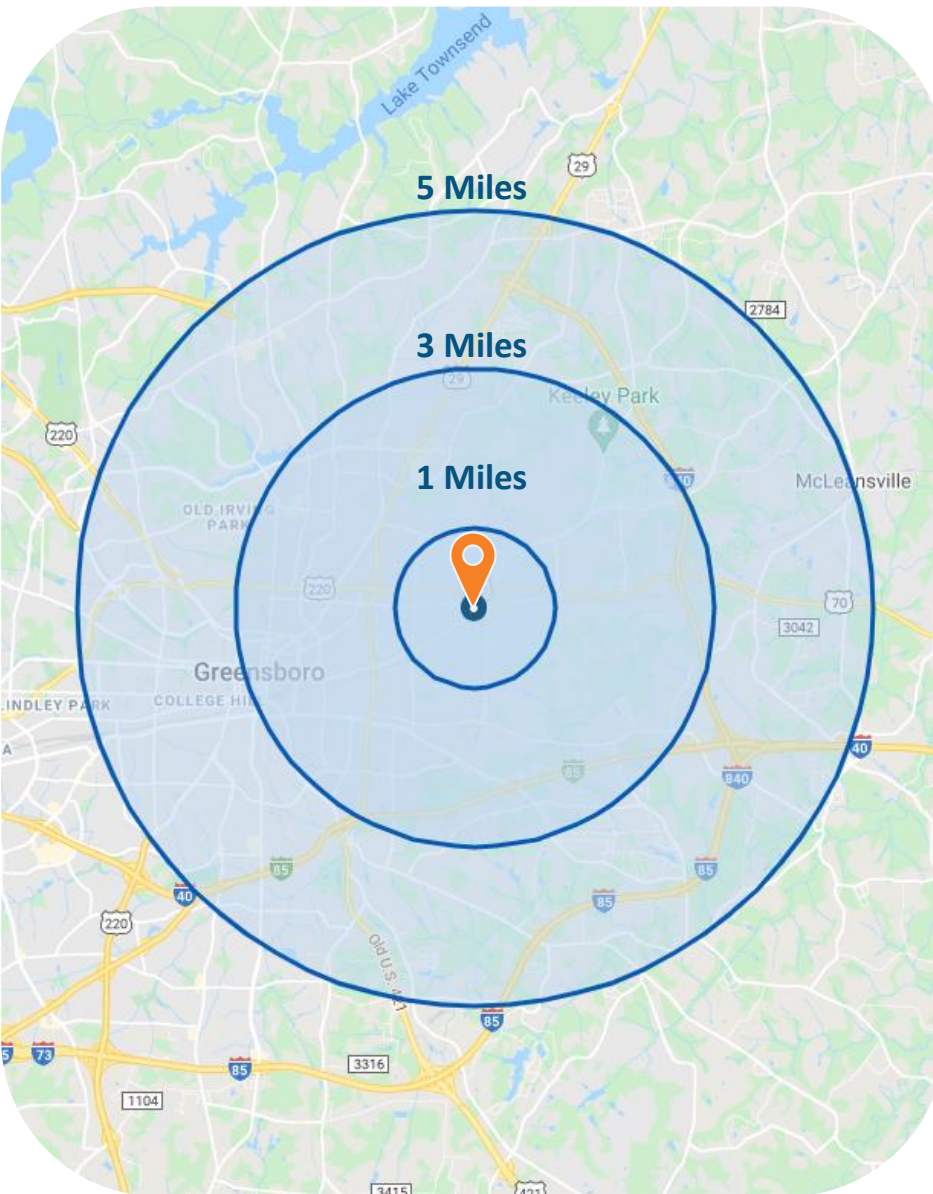 Lake Townsend
29
5 Miles
2784
3 Miles
29
Keeley Park
220
1 Miles
McLeansville
OLD IRVING
PARK
220
70
3042
Greensboro
LINDLEY PARK
COLLEGE HILL
A
40
85
840
85
85
40
85
220
Old U.S. 421
85
5
73
3316
85
1104
3415
421